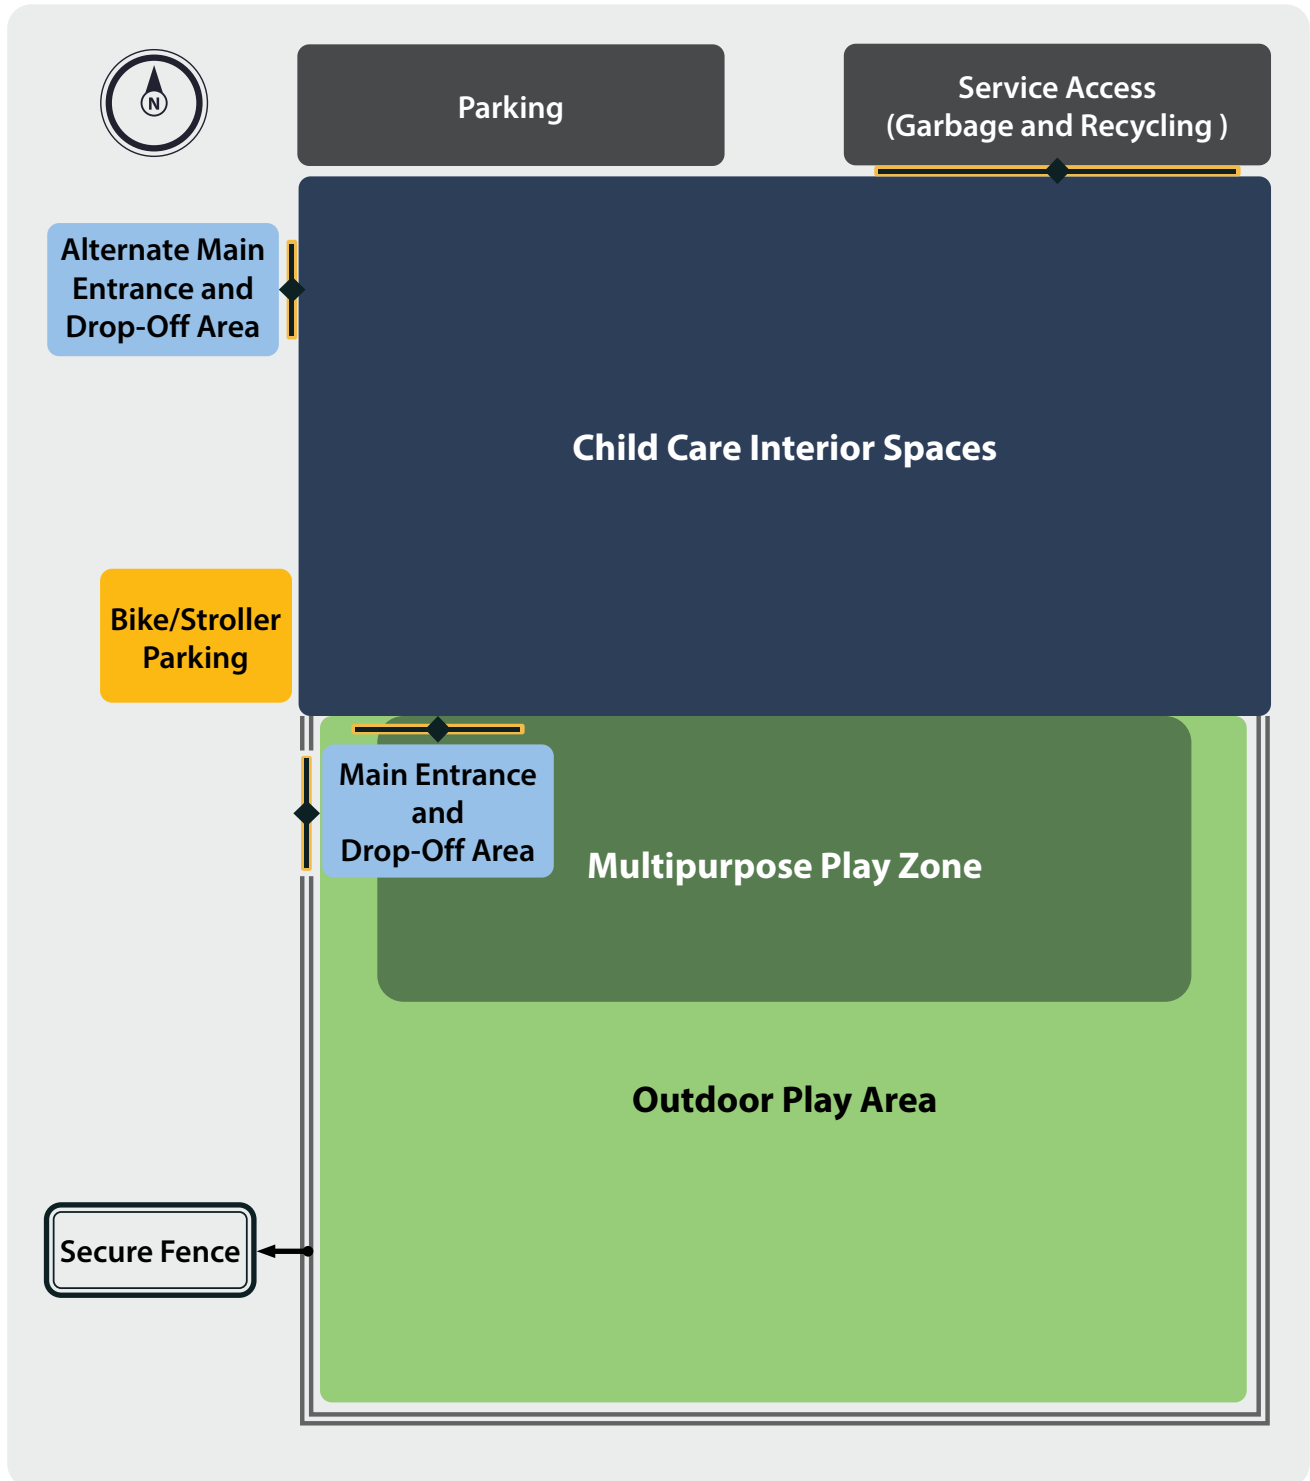 N
Parking
Service Access
(Garbage and Recycling )
Alternate Main
Entrance and
Drop-Off Area
Child Care Interior Spaces
Bike/Stroller
Parking
Main Entrance
and
Drop-Off Area
Multipurpose Play Zone
Outdoor Play Area
Secure Fence